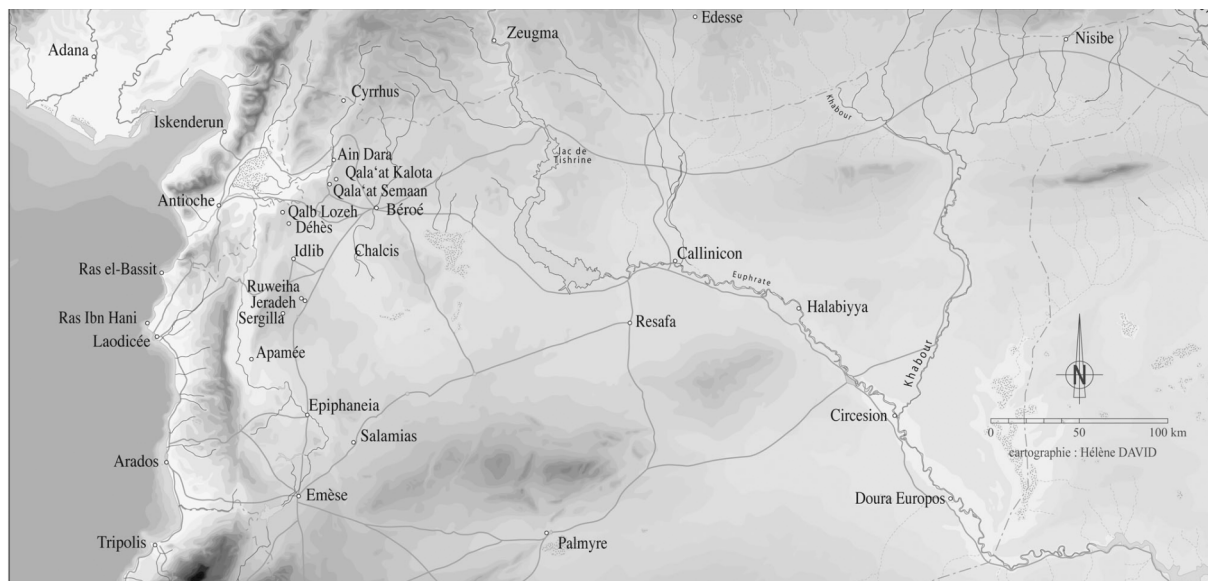 Edesse
Zeugma
Nisibe
Adana
Cyrrhus
Khabour
Iskenderun
Ain Dara
lac de
Tishrine
Qala‘at Kalota
Qala‘at Semaan
Antioche
Qalb Lozeh
Béroé
Déhès
Idlib
Chalcis
Callinicon
Ras el-Bassit
Euphrate
Ruweiha
Jeradeh
Halabiyya
Sergilla
Ras Ibn Hani
Resafa
Laodicée
Apamée
Khabour
N
Epiphaneia
Circesion
0 50 100 km
Salamias
cartographie : Hélène DAVID
Arados
Emèse
Doura Europos
Tripolis
Palmyre